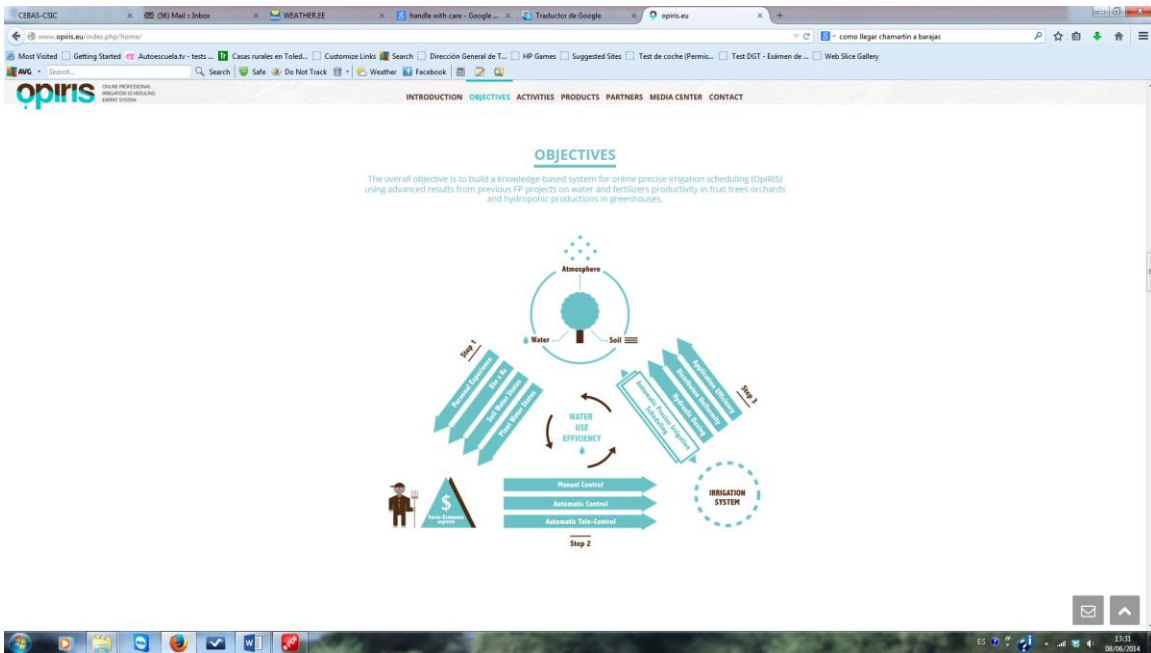 CEBAS-CSIC
(56) Mail :: Inbox
WEATHER.EE
handle with care - Google ...
Traductor de Google
opiris.eu
www.opiris.eu/index.php/home/
como llegar chamartin a barajas
Most Visited Getting Started Autoescuela.tv - tests ... Casas rurales en Toled... Customize Links Search Dirección General de T... HP Games Suggested Sites Test de coche (Permis... Test DGT - Exámen de ... Web Slice Gallery
AVG Search... Search Safe Do Not Track Weather Facebook
OpIRIS
ONLINE PROFESSIONAL
IRRIGATION SCHEDULING
EXPERT SYSTEM
INTRODUCTION OBJECTIVES ACTIVITIES PRODUCTS PARTNERS MEDIA CENTER CONTACT
OBJECTIVES
The overall objective is to build a knowledge-based system for online precise irrigation scheduling (OpIRIS)
using advanced results from previous FP projects on water and fertilizers productivity in fruit trees orchards
and hydroponic productions in greenhouses.
Atmosphere
Water
Soil
Step 1
Personal Experience
Eto x Kc
Soil Water Status
Plant Water Status
WATER
USE
EFFICIENCY
Automatic Precise Irrigation
Scheduling
Hydraulic Dosing
Distribution Uniformity
Application Efficiency
Step 3
$
Socio-Economic
aspects
Manual Control
Automatic Control
Automatic Tele-Control
Step 2
IRRIGATION
SYSTEM
ES
13:31
08/06/2014